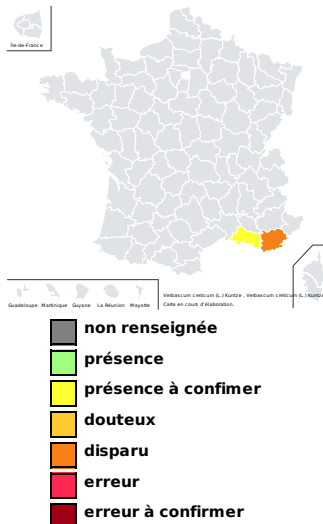 Île-de-France
Verbascum creticum (L.) Kuntze , Verbascum creticum (L.) Kuntze
Carte en cours d'élaboration.
Guadeloupe Martinique Guyane La Réunion Mayotte
non renseignée
présence
présence à confimer
douteux
disparu
erreur
erreur à confirmer